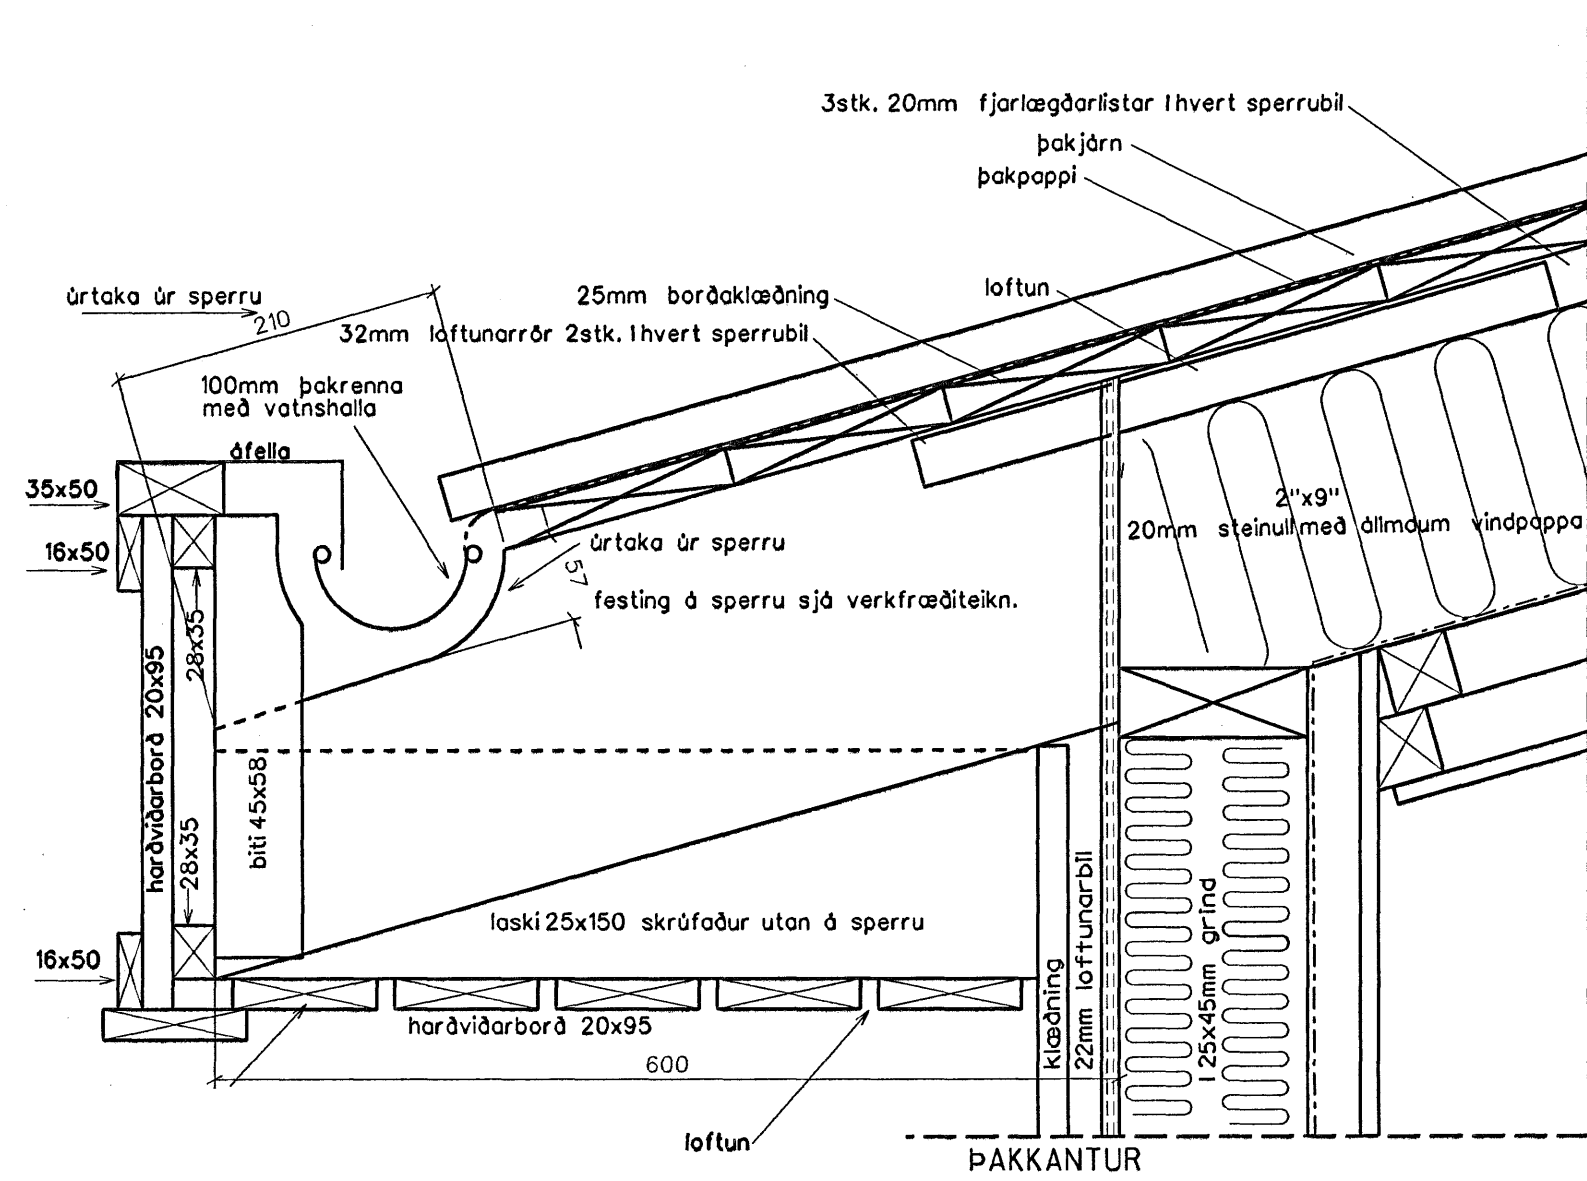 3stk. 20mm fjarlægðarlistar I hvert sperrubil
þakjárn
þakpappi
loftun
25mm borðaklæðning
32mm loftunarrör 2stk. I hvert sperrubil
úrtaka úr sperru
210
100mm þakrenna
með vatnshalla
áfella
35x50
16x50
úrtaka úr sperru
57
festing á sperru sjá verkfræðiteikn.
2"x9"
20mm steinull með állmdum vindpappa
28x35
harðviðarborð 20x95
28x35
biti 45x58
16x50
laski 25x150 skrúfaður utan á sperru
harðviðarborð 20x95
klæðning
22mm loftunarbil
125x45mm grind
600
loftun
ÞAKKANTUR